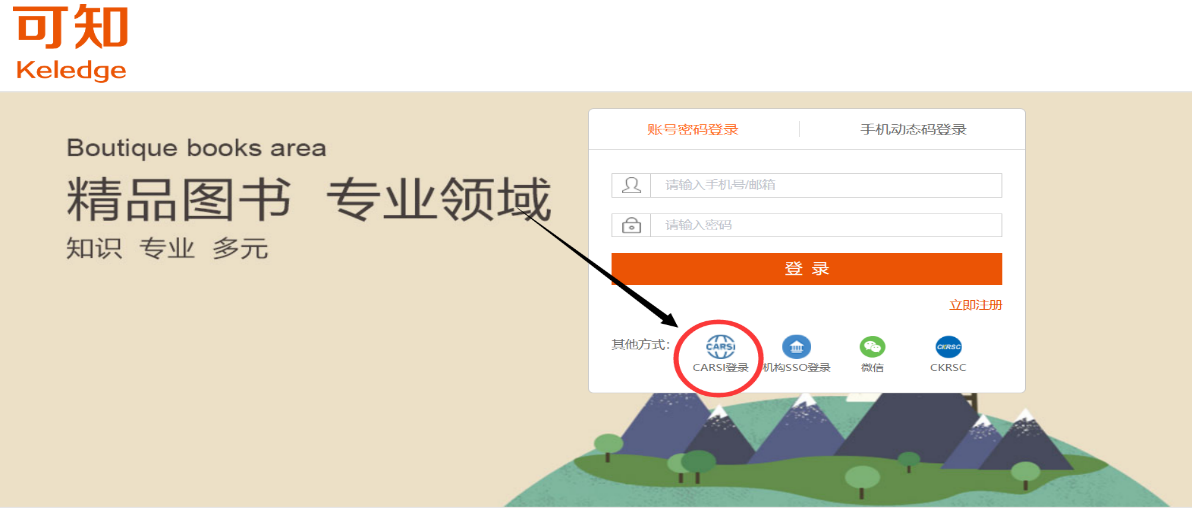 可知
Keledge
Boutique books area
精品图书 专业领域
知识 专业 多元
账号密码登录
手机动态码登录
请输入手机号/邮箱
请输入密码
登 录
立即注册
其他方式:
CARSI
CARSI登录
机构SSO登录
微信
CKRSC
CKRSC